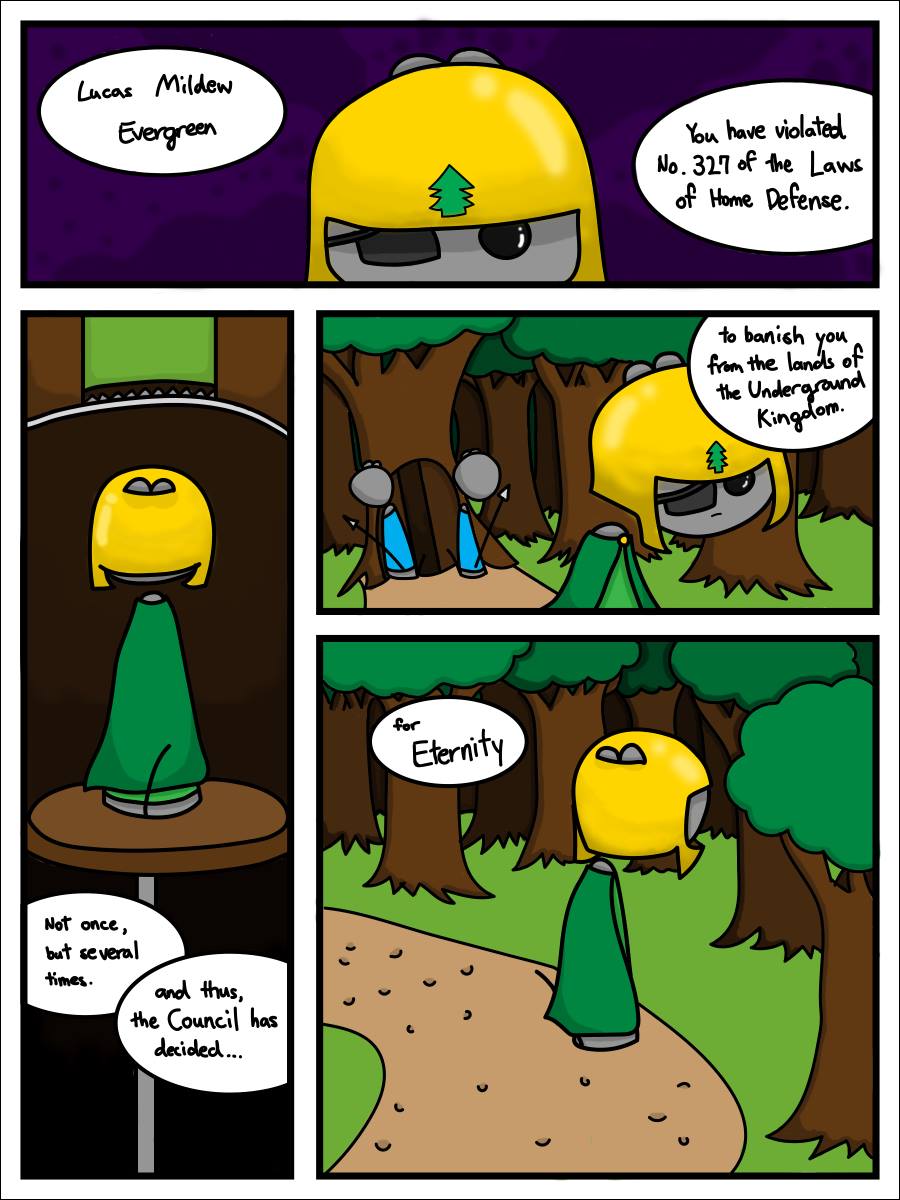 Lucas Mildew
Evergreen
You have violated
No. 327 of the Laws
of Home Defense.
Not once,
but several
times.
and thus,
the Council has
decided...
to banish you
from the lands of
the Underground
Kingdom.
for
Eternity